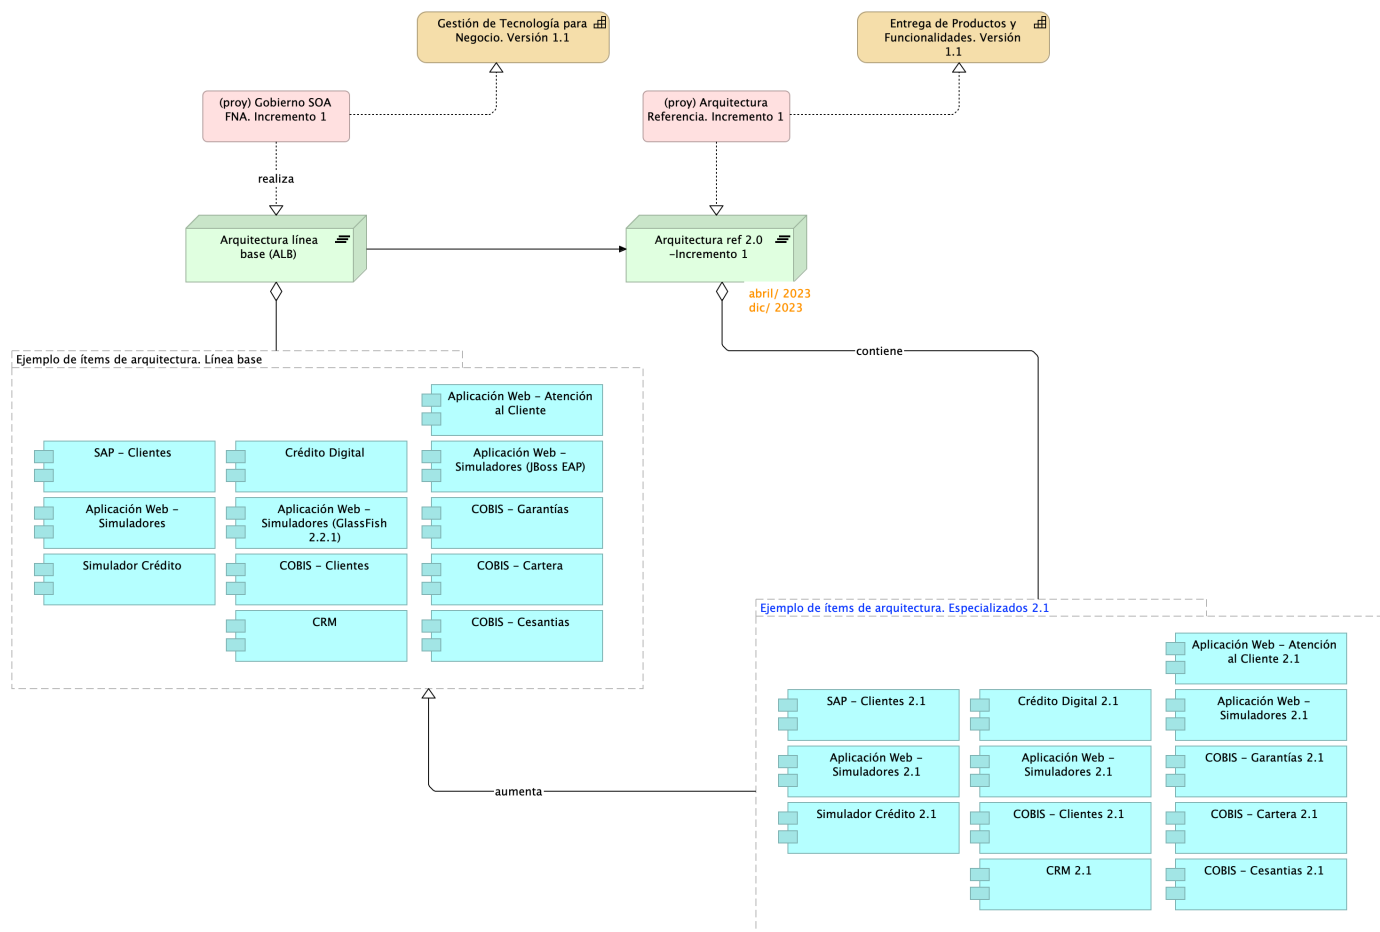 Gestión de Tecnología para
Negocio. Versión 1.1
Entrega de Productos y
Funcionalidades. Versión
1.1
(proy) Gobierno SOA
FNA. Incremento 1
(proy) Arquitectura
Referencia. Incremento 1
realiza
Arquitectura línea
base (ALB)
Arquitectura ref 2.0
-Incremento 1
abril/ 2023
dic/ 2023
contiene
Ejemplo de ítems de arquitectura. Línea base
Aplicación Web - Atención
al Cliente
SAP - Clientes
Crédito Digital
Aplicación Web -
Simuladores (JBoss EAP)
Aplicación Web -
Simuladores
Aplicación Web -
Simuladores (GlassFish
2.2.1)
COBIS - Garantías
Simulador Crédito
COBIS - Clientes
COBIS - Cartera
CRM
COBIS - Cesantias
Ejemplo de ítems de arquitectura. Especializados 2.1
Aplicación Web - Atención
al Cliente 2.1
SAP - Clientes 2.1
Crédito Digital 2.1
Aplicación Web -
Simuladores 2.1
Aplicación Web -
Simuladores 2.1
Aplicación Web -
Simuladores 2.1
COBIS - Garantías 2.1
aumenta
Simulador Crédito 2.1
COBIS - Clientes 2.1
COBIS - Cartera 2.1
CRM 2.1
COBIS - Cesantias 2.1